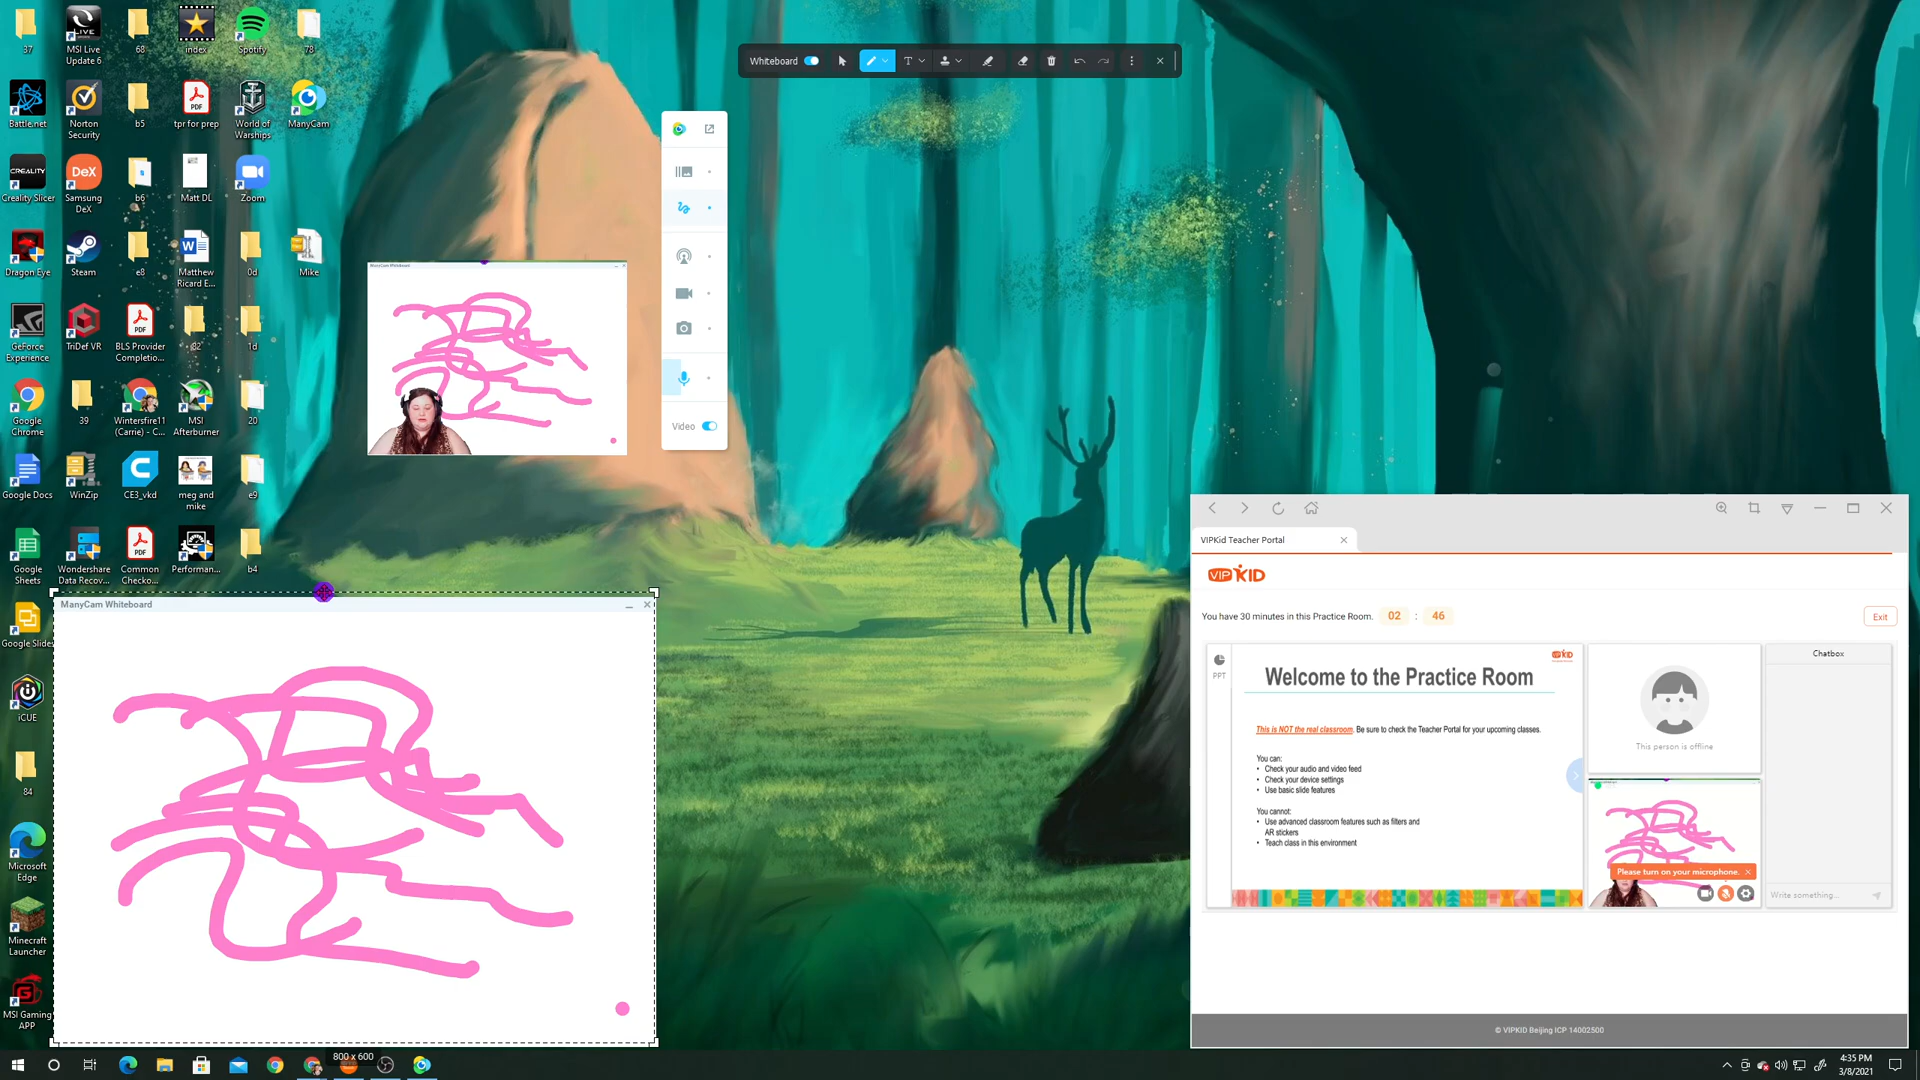 37
MSI Live
Update 6
68
index
Spotify
78
Battle.net
Norton
Security
b5
tpr for prep
World of
Warships
ManyCam
Creality Slicer
Samsung
DeX
b6
Matt DL
Zoom
Dragon Eye
Steam
e8
Matthew
Ricard E...
0d
Mike
GeForce
Experience
TriDef VR
BLS Provider
Completio...
32
1d
Google
Chrome
39
Wintersfire11
(Carrie) - C...
MSI
Afterburner
20
Google Docs
WinZip
CE3_vkd
meg and
mike
e9
Google
Sheets
Wondershare
Data Recov...
Common
Checko...
Performan...
b4
Google Slides
iCUE
84
Microsoft
Edge
Minecraft
Launcher
MSI Gaming
APP
Whiteboard
T
Video
ManyCam Whiteboard
ManyCam Whiteboard
800 x 600
VIPKid Teacher Portal
VIPKID
You have 30 minutes in this Practice Room. 02 : 46
Exit
PPT
VIPKID
Welcome to the Practice Room
This is NOT the real classroom. Be sure to check the Teacher Portal for your upcoming classes.
You can:
• Check your audio and video feed
• Check your device settings
• Use basic slide features
You cannot:
• Use advanced classroom features such as filters and
AR stickers
• Teach class in this environment
This person is offline
Please turn on your microphone.
Chatbox
Write something...
© VIPKID Beijing ICP 14002500
4:35 PM
3/8/2021